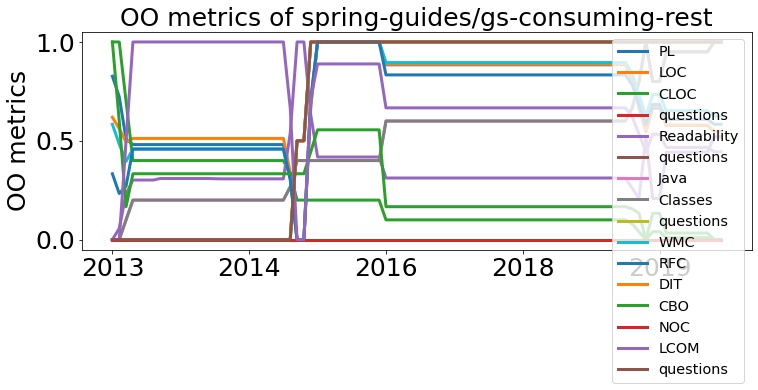 OO metrics of spring-guides/gs-consuming-rest
OO metrics
1.0
0.5
0.0
2013
2014
2016
2018
2019
PL
LOC
CLOC
questions
Readability
questions
Java
Classes
questions
WMC
RFC
DIT
CBO
NOC
LCOM
questions